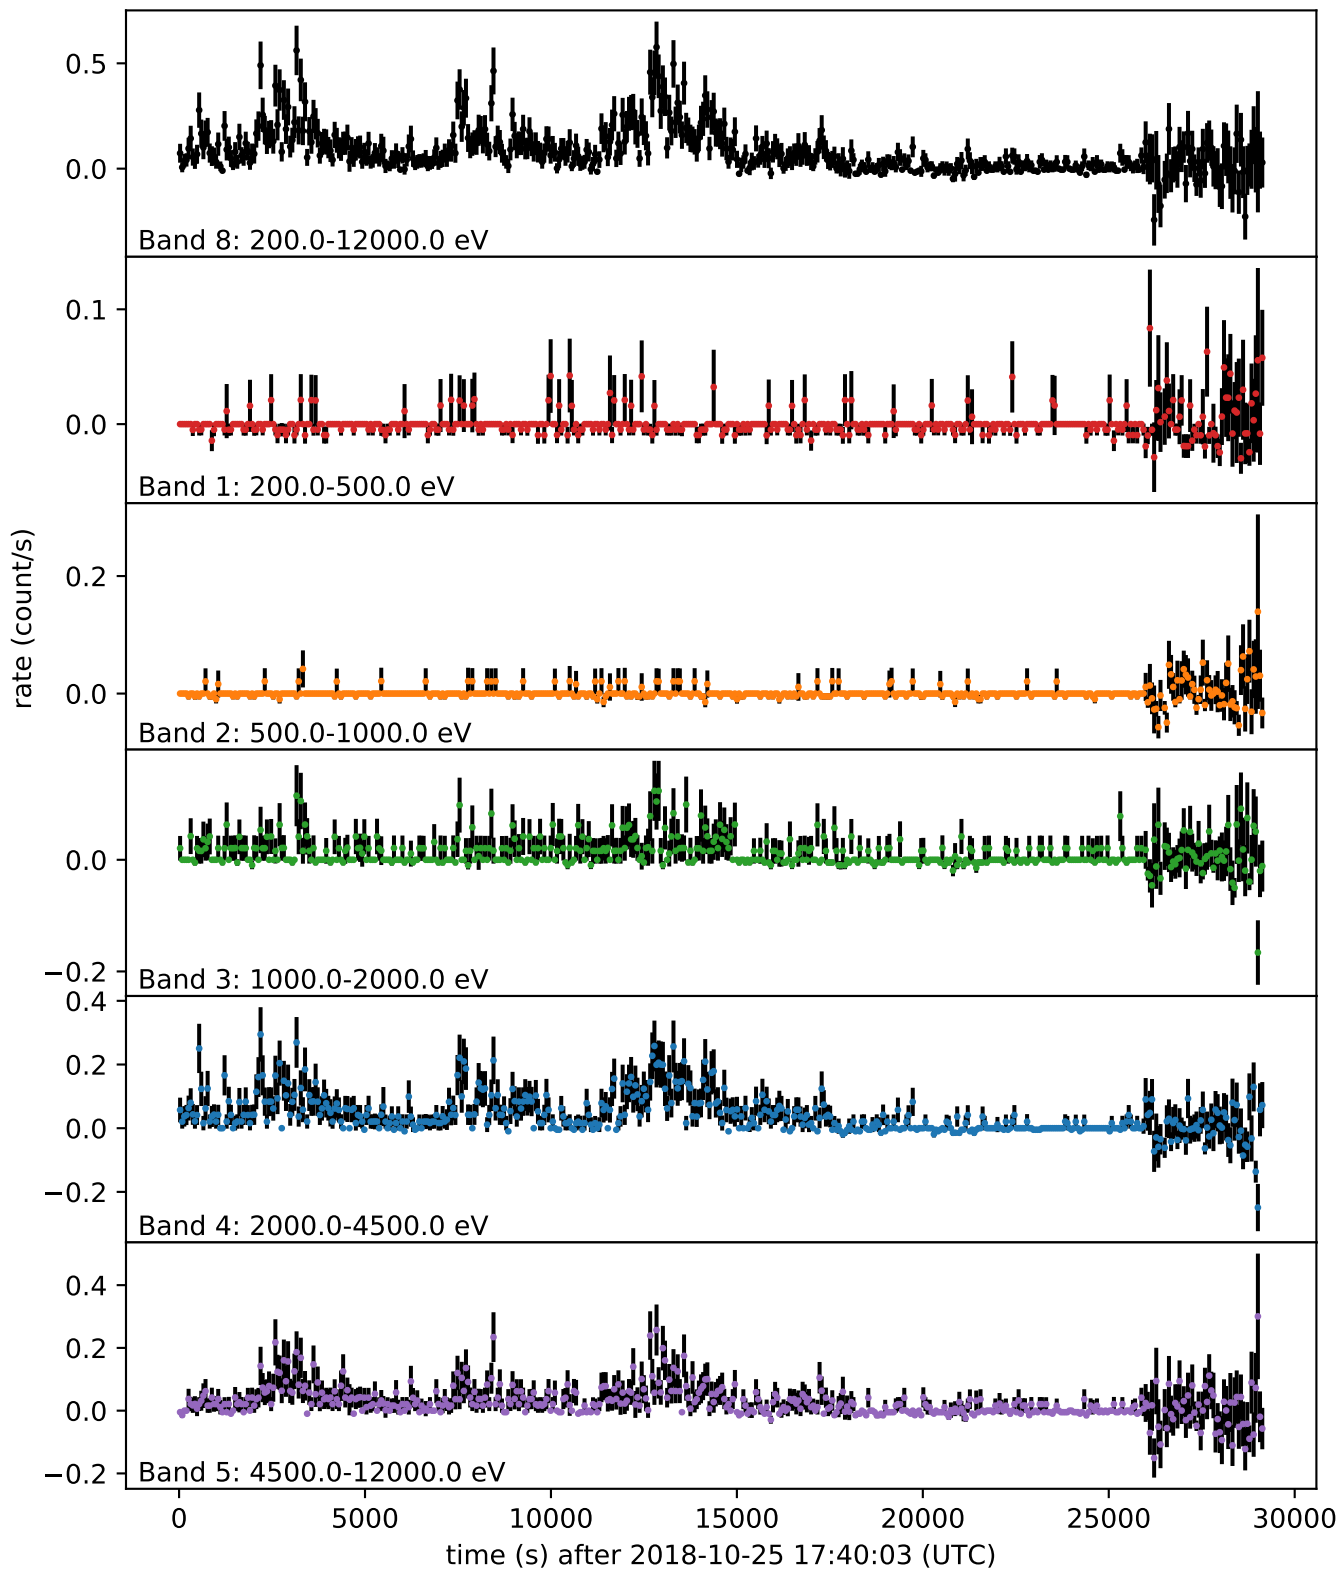 0.5
0.0
Band 8: 200.0-12000.0 eV
0.1
0.0
Band 1: 200.0-500.0 eV
rate (count/s)
0.2
0.0
Band 2: 500.0-1000.0 eV
0.0
−0.2
Band 3: 1000.0-2000.0 eV
0.4
0.2
0.0
−0.2
Band 4: 2000.0-4500.0 eV
0.4
0.2
0.0
−0.2
Band 5: 4500.0-12000.0 eV
0 5000 10000 15000 20000 25000 30000
time (s) after 2018-10-25 17:40:03 (UTC)